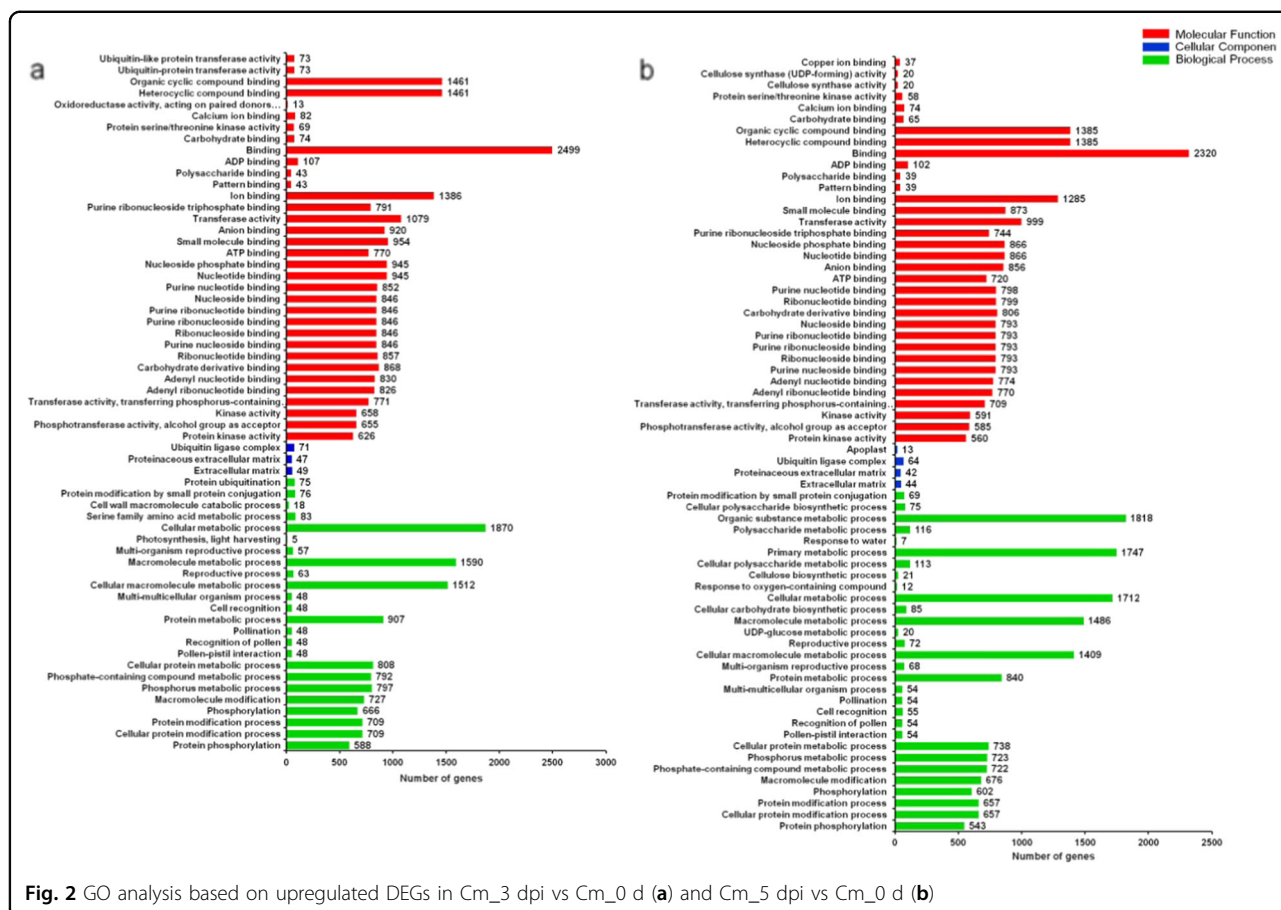 Molecular Function
Cellular Componen
Biological Process
a
Ubiquitin-like protein transferase activity 73
Ubiquitin-protein transferase activity 73
Organic cyclic compound binding 1461
Heterocyclic compound binding 1461
Oxidoreductase activity, acting on paired donors... 13
Calcium ion binding 82
Protein serine/threonine kinase activity 69
Carbohydrate binding 74
Binding 2499
ADP binding 107
Polysaccharide binding 43
Pattern binding 43
Ion binding 1386
Purine ribonucleoside triphosphate binding 791
Transferase activity 1079
Anion binding 920
Small molecule binding 954
ATP binding 770
Nucleoside phosphate binding 945
Nucleotide binding 945
Purine nucleotide binding 852
Nucleoside binding 846
Purine ribonucleotide binding 846
Purine ribonucleoside binding 846
Ribonucleoside binding 846
Purine nucleoside binding 846
Ribonucleotide binding 857
Carbohydrate derivative binding 868
Adenyl nucleotide binding 830
Adenyl ribonucleotide binding 826
Transferase activity, transferring phosphorus-containing.. 771
Kinase activity 658
Phosphotransferase activity, alcohol group as acceptor 655
Protein kinase activity 626
Ubiquitin ligase complex 71
Proteinaceous extracellular matrix 47
Extracellular matrix 49
Protein ubiquitination 75
Protein modification by small protein conjugation 76
Cell wall macromolecule catabolic process 18
Serine family amino acid metabolic process 83
Cellular metabolic process 1870
Photosynthesis, light harvesting 5
Multi-organism reproductive process 57
Macromolecule metabolic process 1590
Reproductive process 63
Cellular macromolecule metabolic process 1512
Multi-multicellular organism process 48
Cell recognition 48
Protein metabolic process 907
Pollination 48
Recognition of pollen 48
Pollen-pistil interaction 48
Cellular protein metabolic process 808
Phosphate-containing compound metabolic process 792
Phosphorus metabolic process 797
Macromolecule modification 727
Phosphorylation 666
Protein modification process 709
Cellular protein modification process 709
Protein phosphorylation 588
0 500 1000 1500 2000 2500 3000
Number of genes
b
Copper ion binding 37
Cellulose synthase (UDP-forming) activity 20
Cellulose synthase activity 20
Protein serine/threonine kinase activity 58
Calcium ion binding 74
Carbohydrate binding 65
Organic cyclic compound binding 1385
Heterocyclic compound binding 1385
Binding 2320
ADP binding 102
Polysaccharide binding 39
Pattern binding 39
Ion binding 1285
Small molecule binding 873
Transferase activity 999
Purine ribonucleoside triphosphate binding 744
Nucleoside phosphate binding 866
Nucleotide binding 866
Anion binding 856
ATP binding 720
Purine nucleotide binding 798
Ribonucleotide binding 799
Carbohydrate derivative binding 806
Nucleoside binding 793
Purine ribonucleotide binding 793
Purine ribonucleoside binding 793
Ribonucleoside binding 793
Purine nucleoside binding 793
Adenyl nucleotide binding 774
Adenyl ribonucleotide binding 770
Transferase activity, transferring phosphorus-containing.. 709
Kinase activity 591
Phosphotransferase activity, alcohol group as acceptor 585
Protein kinase activity 560
Apoplast 13
Ubiquitin ligase complex 64
Proteinaceous extracellular matrix 42
Extracellular matrix 44
Protein modification by small protein conjugation 69
Cellular polysaccharide biosynthetic process 75
Organic substance metabolic process 1818
Polysaccharide metabolic process 116
Response to water 7
Primary metabolic process 1747
Cellular polysaccharide metabolic process 113
Cellulose biosynthetic process 21
Response to oxygen-containing compound 12
Cellular metabolic process 1712
Cellular carbohydrate biosynthetic process 85
Macromolecule metabolic process 1486
UDP-glucose metabolic process 20
Reproductive process 72
Cellular macromolecule metabolic process 1409
Multi-organism reproductive process 68
Protein metabolic process 840
Multi-multicellular organism process 54
Pollination 54
Cell recognition 55
Recognition of pollen 54
Pollen-pistil interaction 54
Cellular protein metabolic process 738
Phosphorus metabolic process 723
Phosphate-containing compound metabolic process 722
Macromolecule modification 676
Phosphorylation 602
Protein modification process 657
Cellular protein modification process 657
Protein phosphorylation 543
0 500 1000 1500 2000 2500
Number of genes
Fig. 2 GO analysis based on upregulated DEGs in Cm_3 dpi vs Cm_0 d (a) and Cm_5 dpi vs Cm_0 d (b)